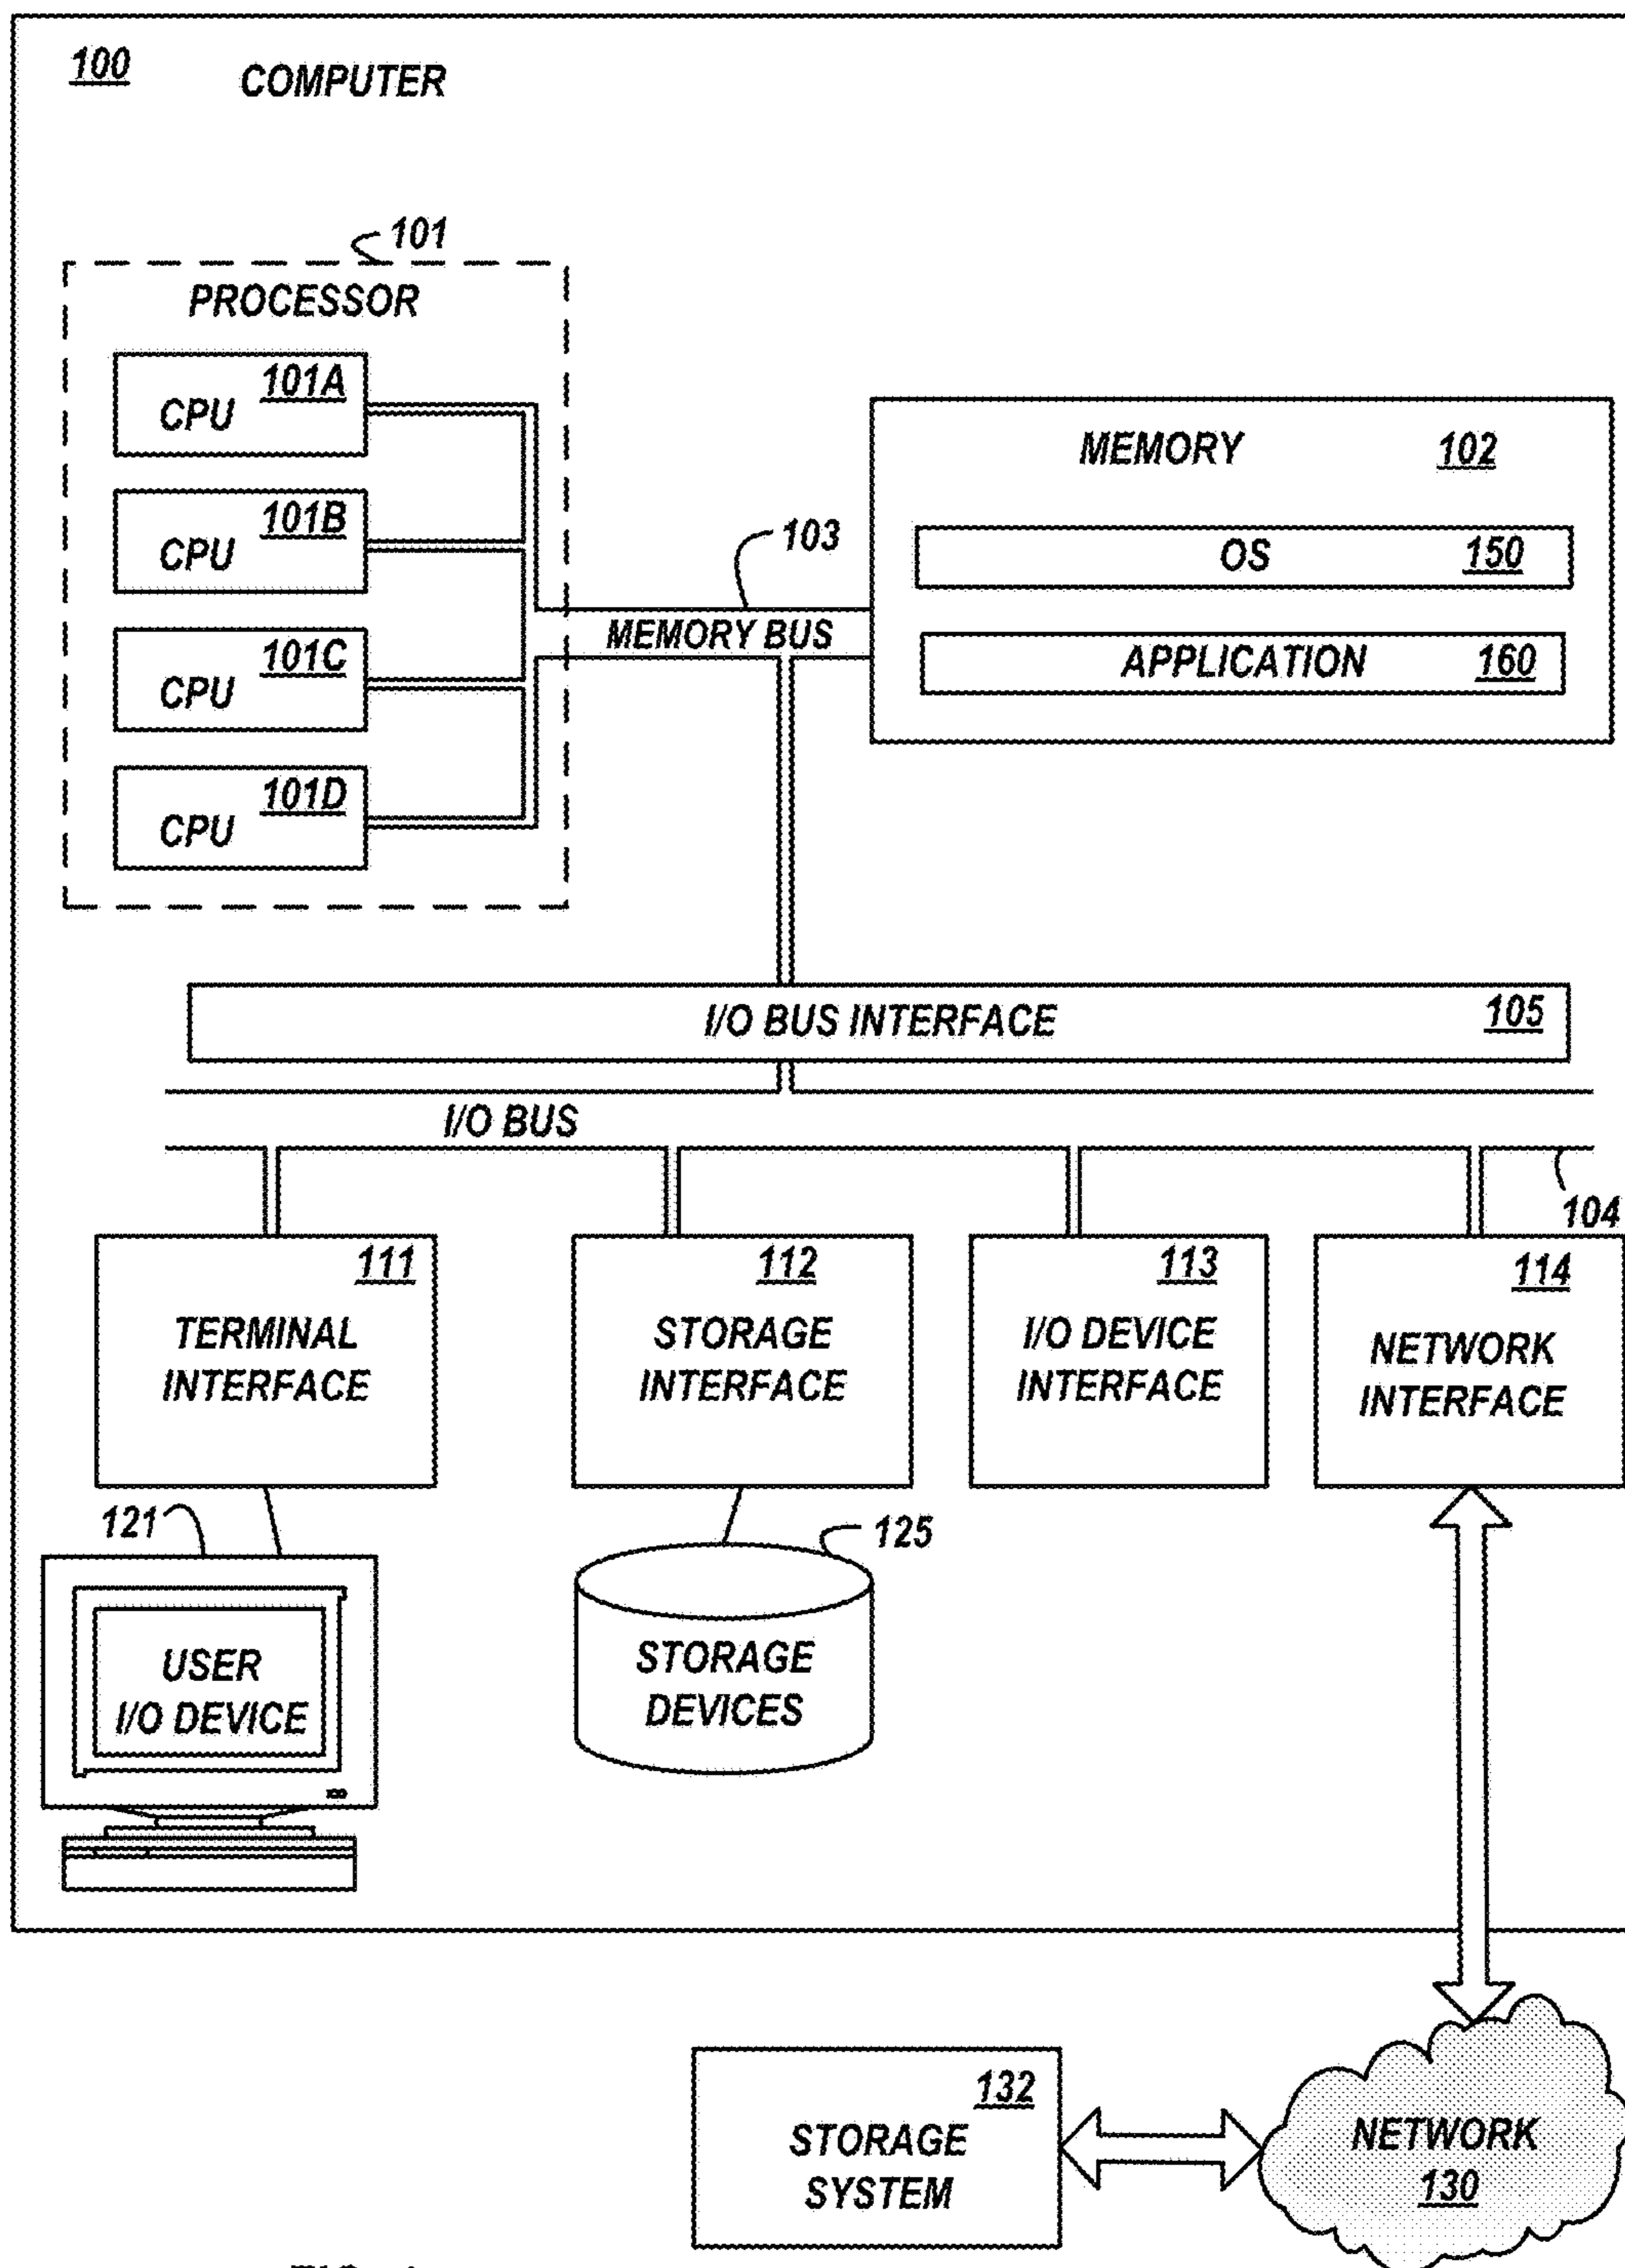 100 COMPUTER
101
PROCESSOR
101A
CPU
101B
CPU
101C
CPU
101D
CPU
103
MEMORY BUS
MEMORY 102
OS 150
APPLICATION 160
I/O BUS INTERFACE 105
I/O BUS
104
111
TERMINAL
INTERFACE
112
STORAGE
INTERFACE
113
I/O DEVICE
INTERFACE
114
NETWORK
INTERFACE
121
USER
I/O DEVICE
125
STORAGE
DEVICES
132
STORAGE
SYSTEM
NETWORK
130